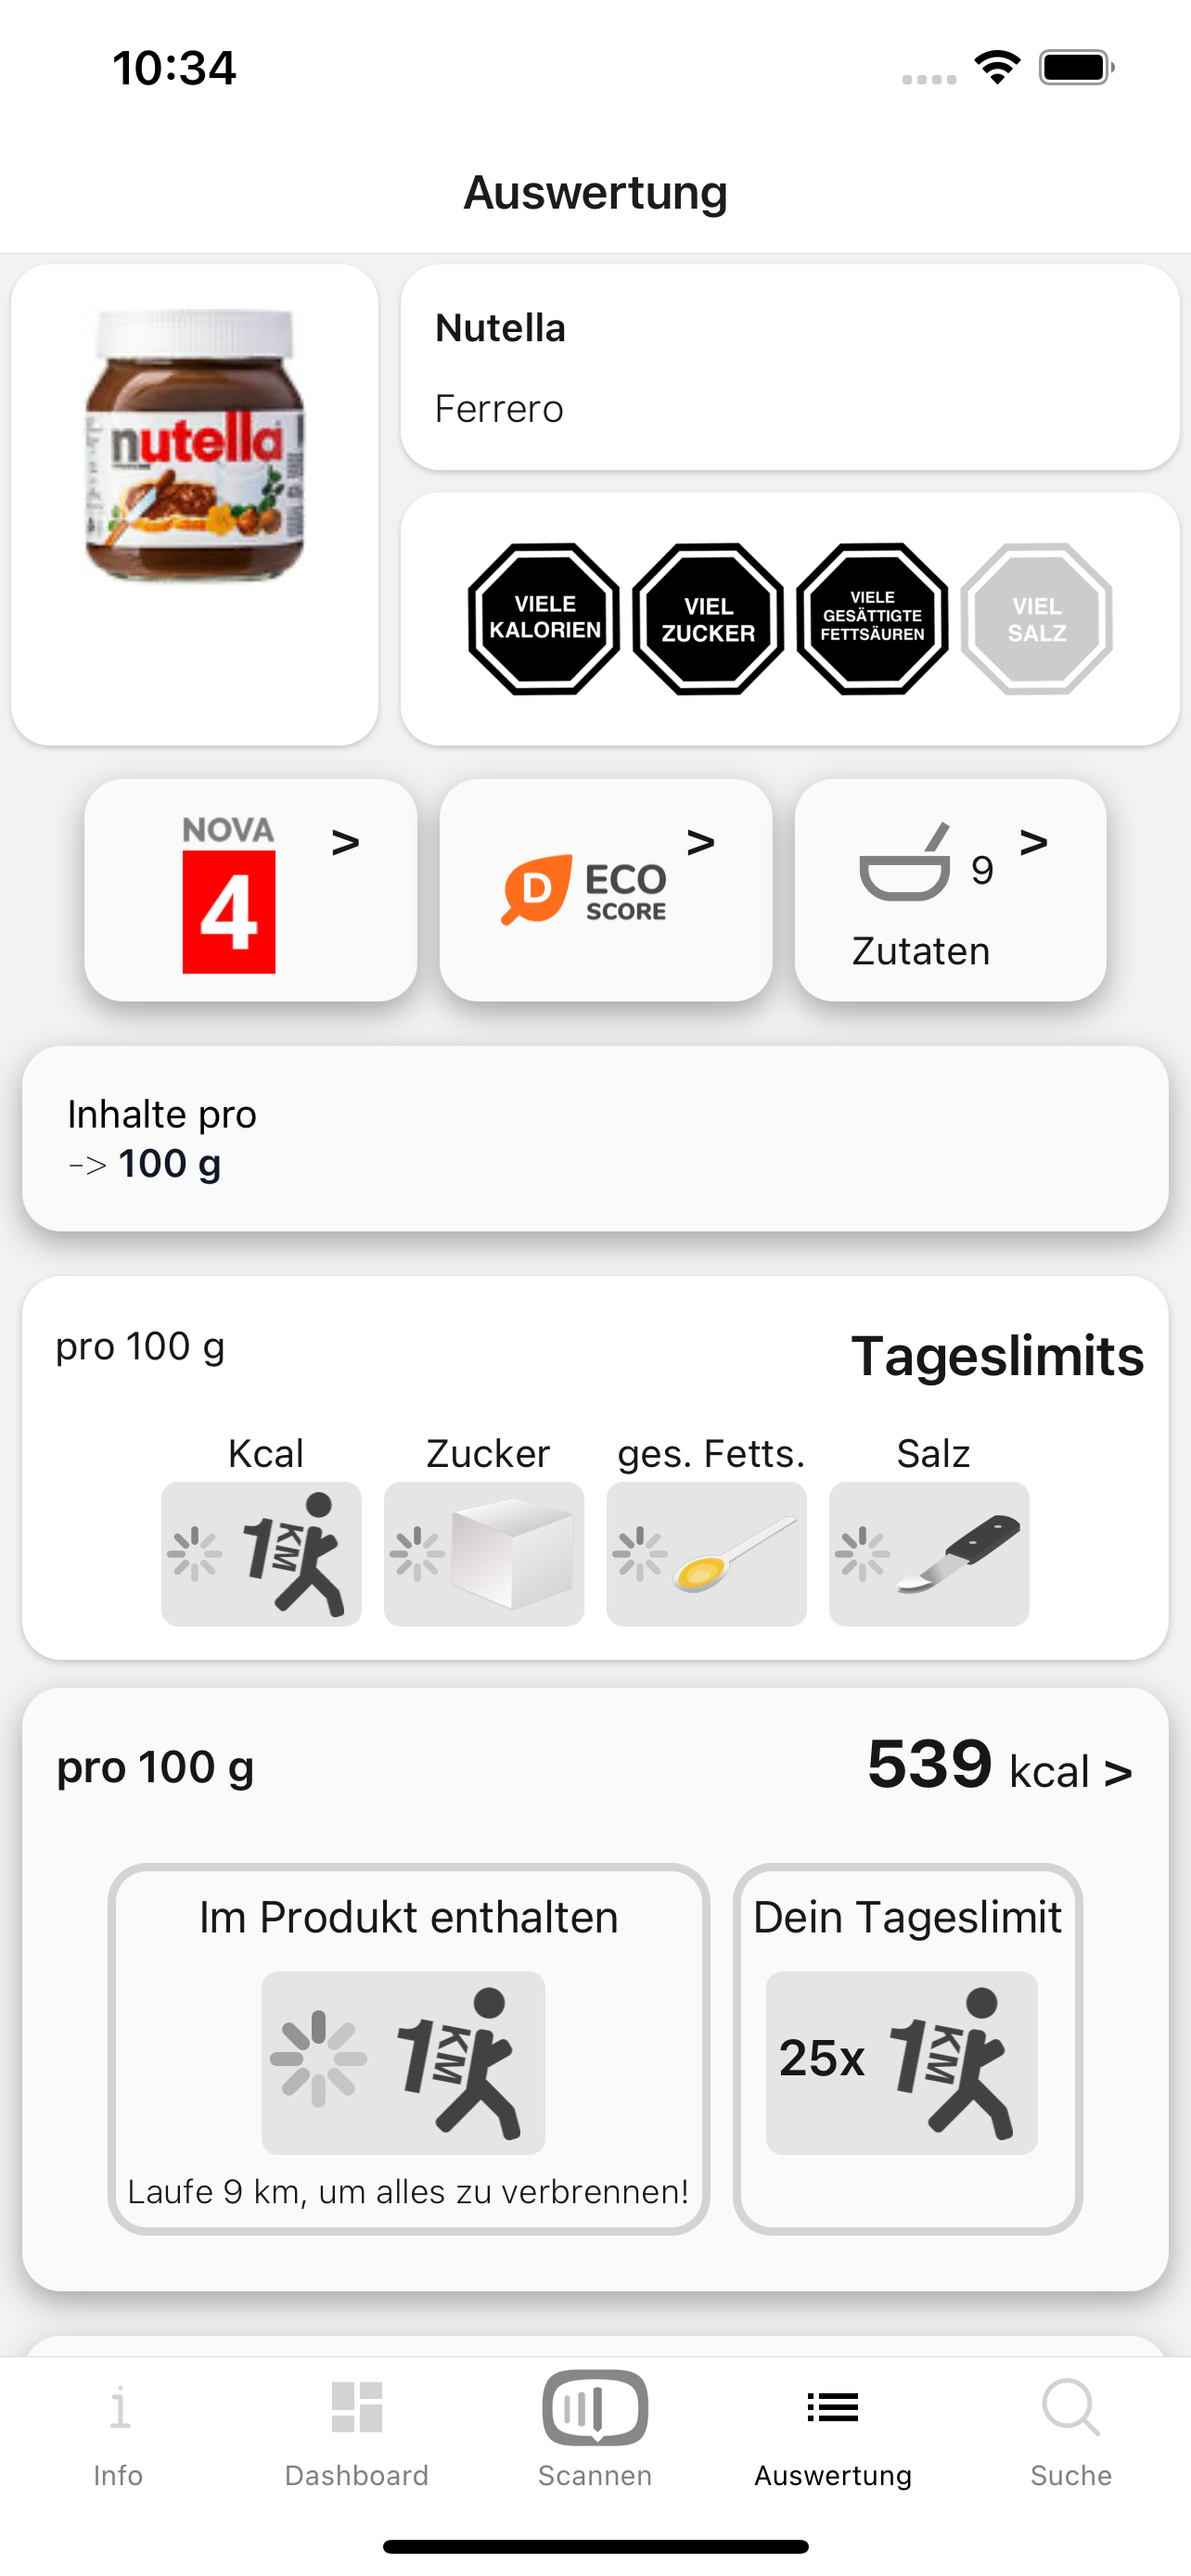 10:34
Auswertung
nutella
Nutella
Ferrero
VIELE
KALORIEN
VIEL
ZUCKER
VIELE
GESÄTTIGTE
FETTSÄUREN
VIEL
SALZ
NOVA
4
>
D
ECO
SCORE
>
9
>
Zutaten
Inhalte pro
-> 100 g
pro 100 g
Tageslimits
Kcal
Zucker
ges. Fetts.
Salz
1 KM
pro 100 g
539 kcal >
Im Produkt enthalten
1 KM
Laufe 9 km, um alles zu verbrennen!
Dein Tageslimit
25x
1 KM
Info
Dashboard
Scannen
Auswertung
Suche